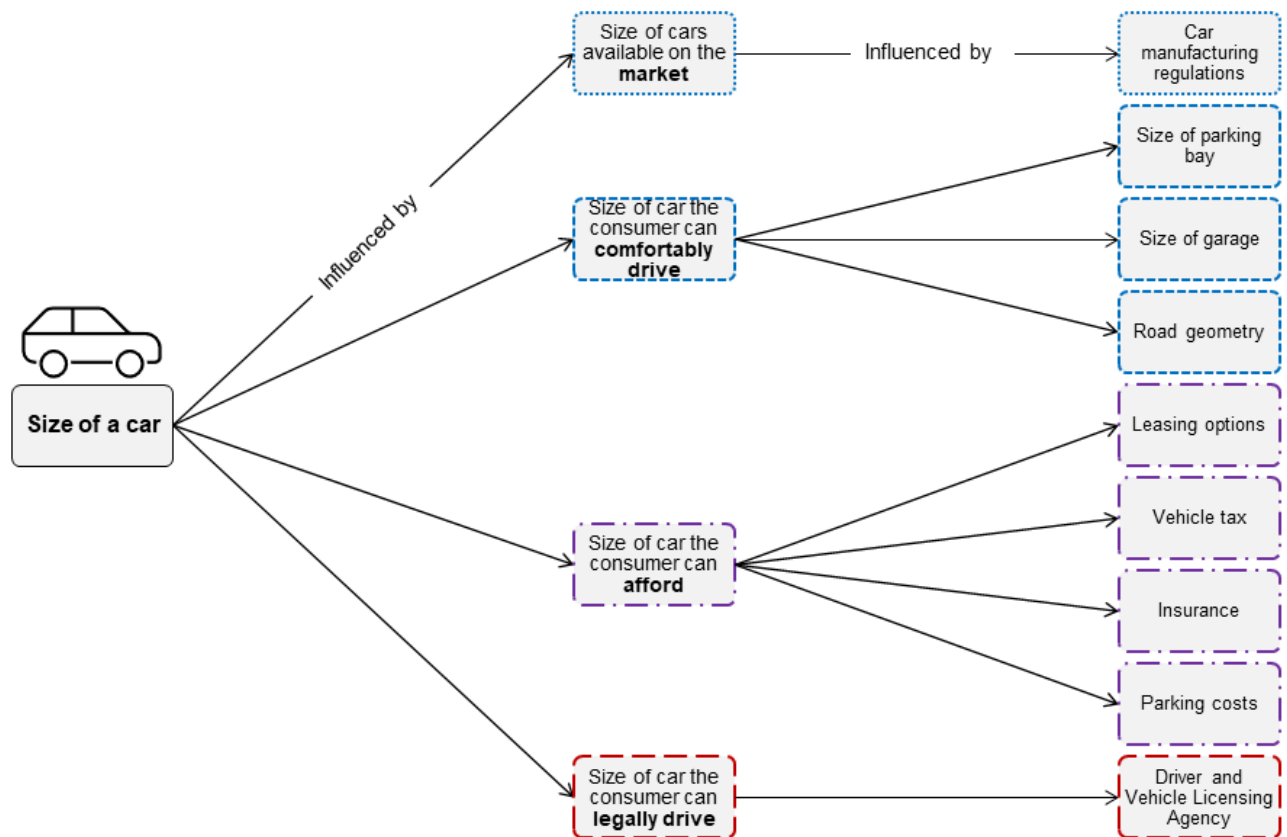 Size of cars
available on the
market
Influenced by
Car
manufacturing
regulations
Size of parking
bay
Influenced by
Size of car the
consumer can
comfortably
drive
Size of garage
Road geometry
Size of a car
Leasing options
Vehicle tax
Size of car the
consumer can
afford
Insurance
Parking costs
Size of car the
consumer can
legally drive
Driver and
Vehicle Licensing
Agency